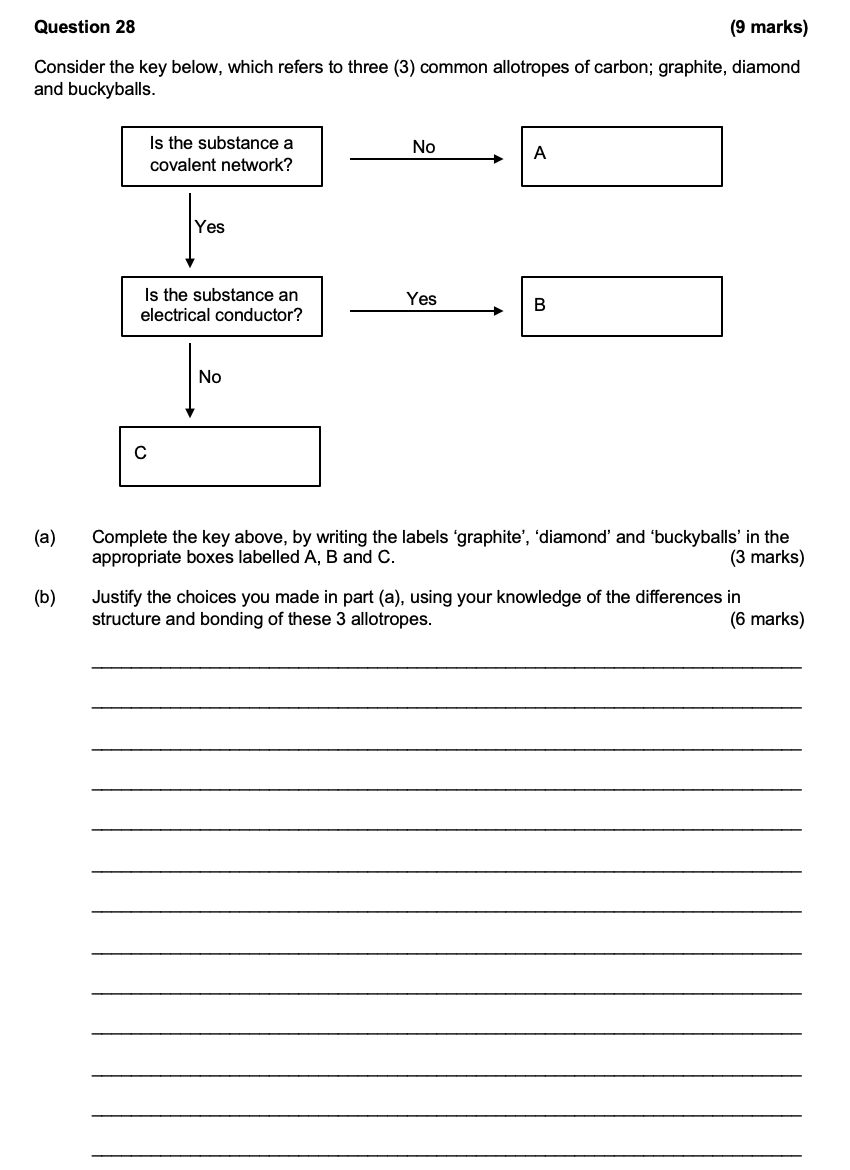 Question 28 (9 marks)
Consider the key below, which refers to three (3) common allotropes of carbon; graphite, diamond
and buckyballs.
Is the substance a
covalent network?
No
A
Yes
Is the substance an
electrical conductor?
Yes
B
No
C
(a) Complete the key above, by writing the labels ‘graphite’, ‘diamond’ and ‘buckyballs’ in the
appropriate boxes labelled A, B and C. (3 marks)
(b) Justify the choices you made in part (a), using your knowledge of the differences in
structure and bonding of these 3 allotropes. (6 marks)